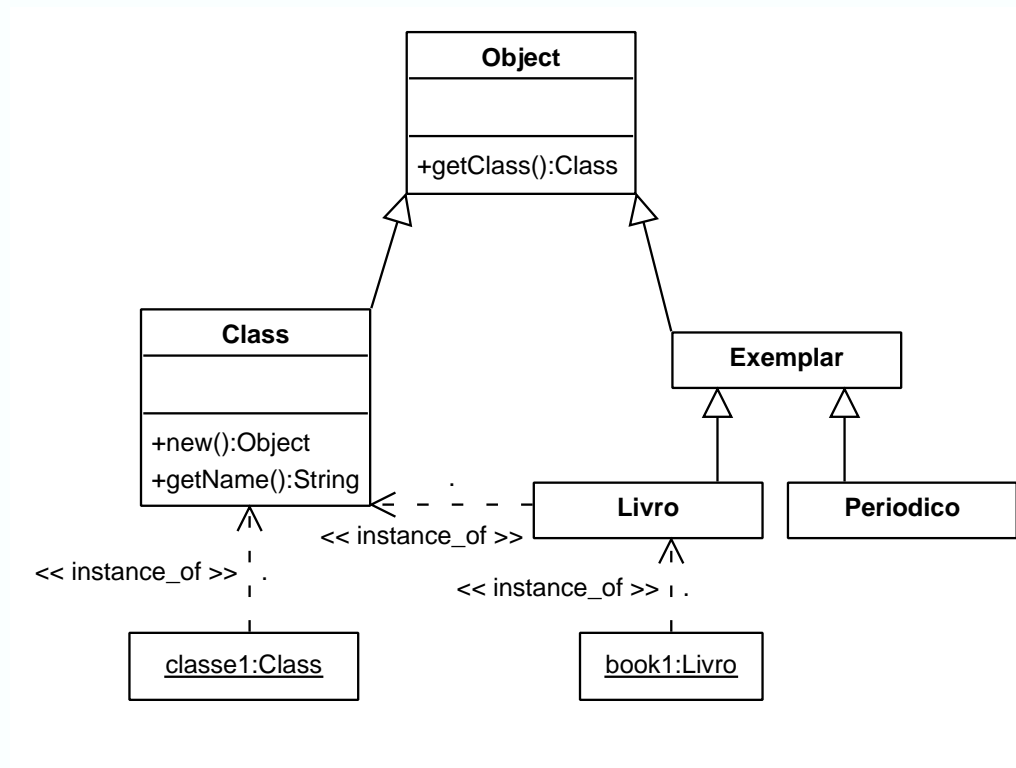 Object
+getClass():Class
Class
Exemplar
+new():Object
+getName():String
.
Livro
Periodico
<< instance_of >>
<< instance_of >> .
<< instance_of >> .
classe1:Class
book1:Livro